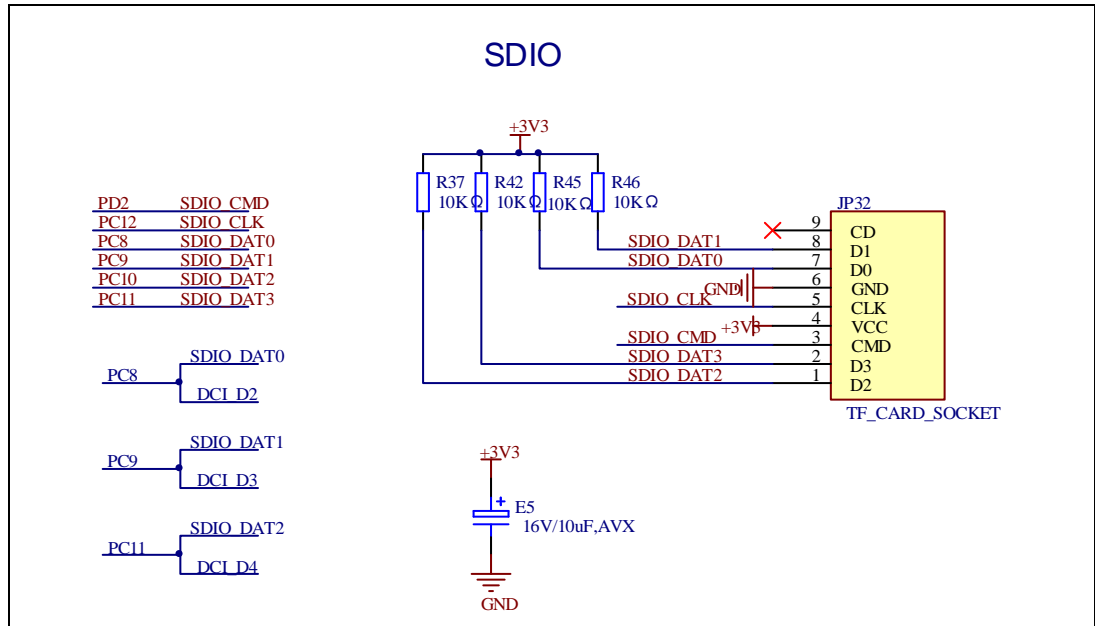 SDIO
+3V3
R37 R42 R45 R46
10KΩ 10KΩ 10KΩ 10KΩ
PD2 SDIO_CMD
PC12 SDIO_CLK
PC8 SDIO_DAT0
PC9 SDIO_DAT1
PC10 SDIO_DAT2
PC11 SDIO_DAT3
JP32
9 CD
SDIO_DAT1 8 D1
SDIO_DAT0 7 D0
GND 6 GND
SDIO_CLK 5 CLK
+3V3 4 VCC
SDIO_CMD 3 CMD
SDIO_DAT3 2 D3
SDIO_DAT2 1 D2
TF_CARD_SOCKET
SDIO_DAT0
PC8
DCI_D2
SDIO_DAT1
PC9
DCI_D3
SDIO_DAT2
PC11
DCI_D4
+3V3
+
E5
16V/10uF,AVX
GND